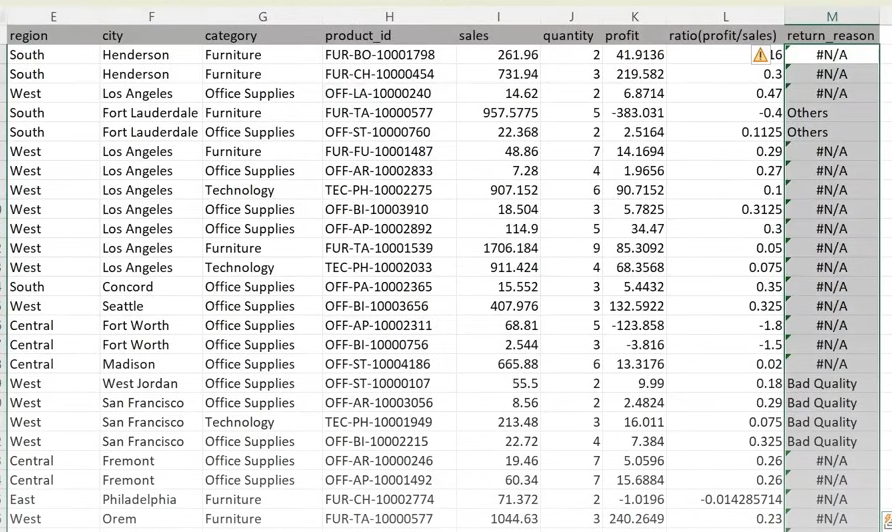 E F G H I J K L M
region city category product_id sales quantity profit ratio(profit/sales) return_reason
South Henderson Furniture FUR-BO-10001798 261.96 2 41.9136 16 #N/A
South Henderson Furniture FUR-CH-10000454 731.94 3 219.582 0.3 #N/A
West Los Angeles Office Supplies OFF-LA-10000240 14.62 2 6.8714 0.47 #N/A
South Fort Lauderdale Furniture FUR-TA-10000577 957.5775 5 -383.031 -0.4 Others
South Fort Lauderdale Office Supplies OFF-ST-10000760 22.368 2 2.5164 0.1125 Others
West Los Angeles Furniture FUR-FU-10001487 48.86 7 14.1694 0.29 #N/A
West Los Angeles Office Supplies OFF-AR-10002833 7.28 4 1.9656 0.27 #N/A
West Los Angeles Technology TEC-PH-10002275 907.152 6 90.7152 0.1 #N/A
West Los Angeles Office Supplies OFF-BI-10003910 18.504 3 5.7825 0.3125 #N/A
West Los Angeles Office Supplies OFF-AP-10002892 114.9 5 34.47 0.3 #N/A
West Los Angeles Furniture FUR-TA-10001539 1706.184 9 85.3092 0.05 #N/A
West Los Angeles Technology TEC-PH-10002033 911.424 4 68.3568 0.075 #N/A
South Concord Office Supplies OFF-PA-10002365 15.552 3 5.4432 0.35 #N/A
West Seattle Office Supplies OFF-BI-10003656 407.976 3 132.5922 0.325 #N/A
Central Fort Worth Office Supplies OFF-AP-10002311 68.81 5 -123.858 -1.8 #N/A
Central Fort Worth Office Supplies OFF-BI-10000756 2.544 3 -3.816 -1.5 #N/A
Central Madison Office Supplies OFF-ST-10004186 665.88 6 13.3176 0.02 #N/A
West West Jordan Office Supplies OFF-ST-10000107 55.5 2 9.99 0.18 Bad Quality
West San Francisco Office Supplies OFF-AR-10003056 8.56 2 2.4824 0.29 Bad Quality
West San Francisco Technology TEC-PH-10001949 213.48 3 16.011 0.075 Bad Quality
West San Francisco Office Supplies OFF-BI-10002215 22.72 4 7.384 0.325 Bad Quality
Central Fremont Office Supplies OFF-AR-10000246 19.46 7 5.0596 0.26 #N/A
Central Fremont Office Supplies OFF-AP-10001492 60.34 7 15.6884 0.26 #N/A
East Philadelphia Furniture FUR-CH-10002774 71.372 2 -1.0196 -0.014285714 #N/A
West Orem Furniture FUR-TA-10000577 1044.63 3 240.2649 0.23 #N/A